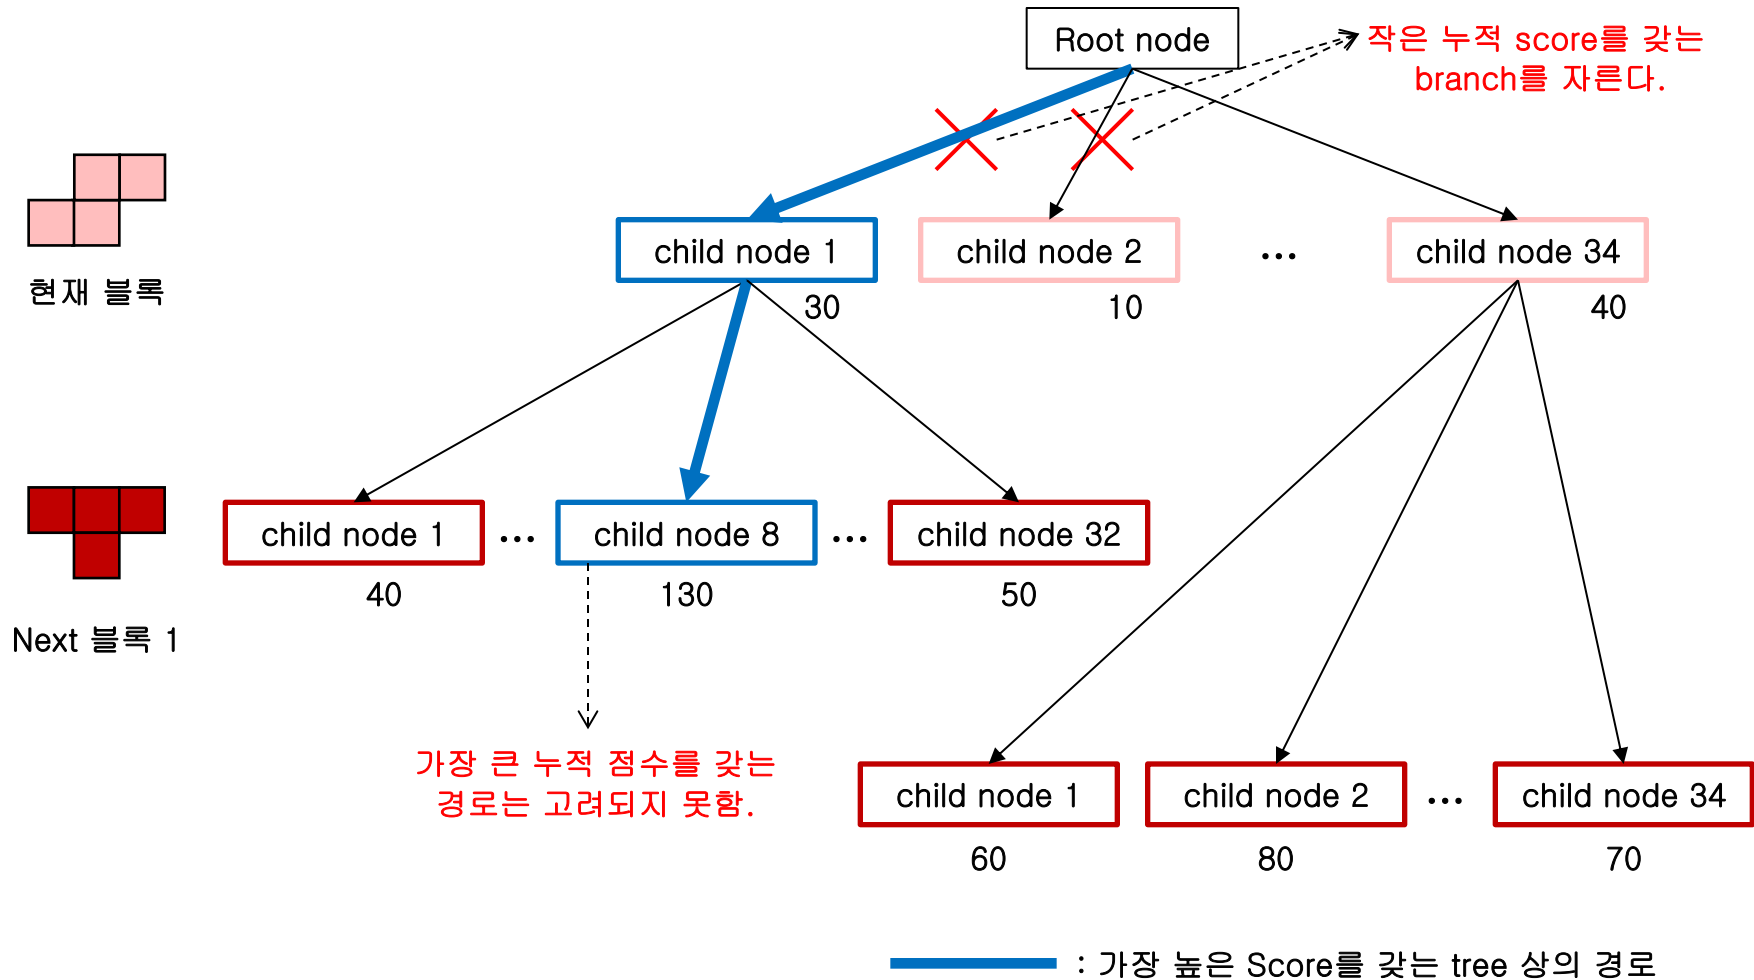 Root node
작은 누적 score를 갖는
branch를 자른다.
child node 1
child node 2
...
child node 34
현재 블록
30
10
40
child node 1
...
child node 8
...
child node 32
40
130
50
Next 블록 1
가장 큰 누적 점수를 갖는
경로는 고려되지 못함.
child node 1
child node 2
...
child node 34
60
80
70
: 가장 높은 Score를 갖는 tree 상의 경로